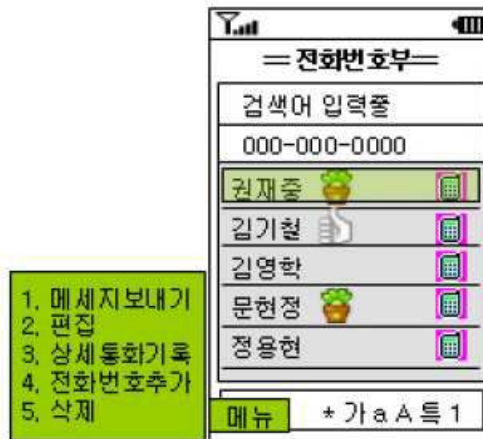 전화번호부
검색어 입력쭐
000-000-0000
권재중
김기철
김영학
문현정
정용현
1. 메세지보내기
2. 편집
3. 상세통화기록
4. 전화번호추가
5. 삭제
메뉴
* 가 a A 특 1